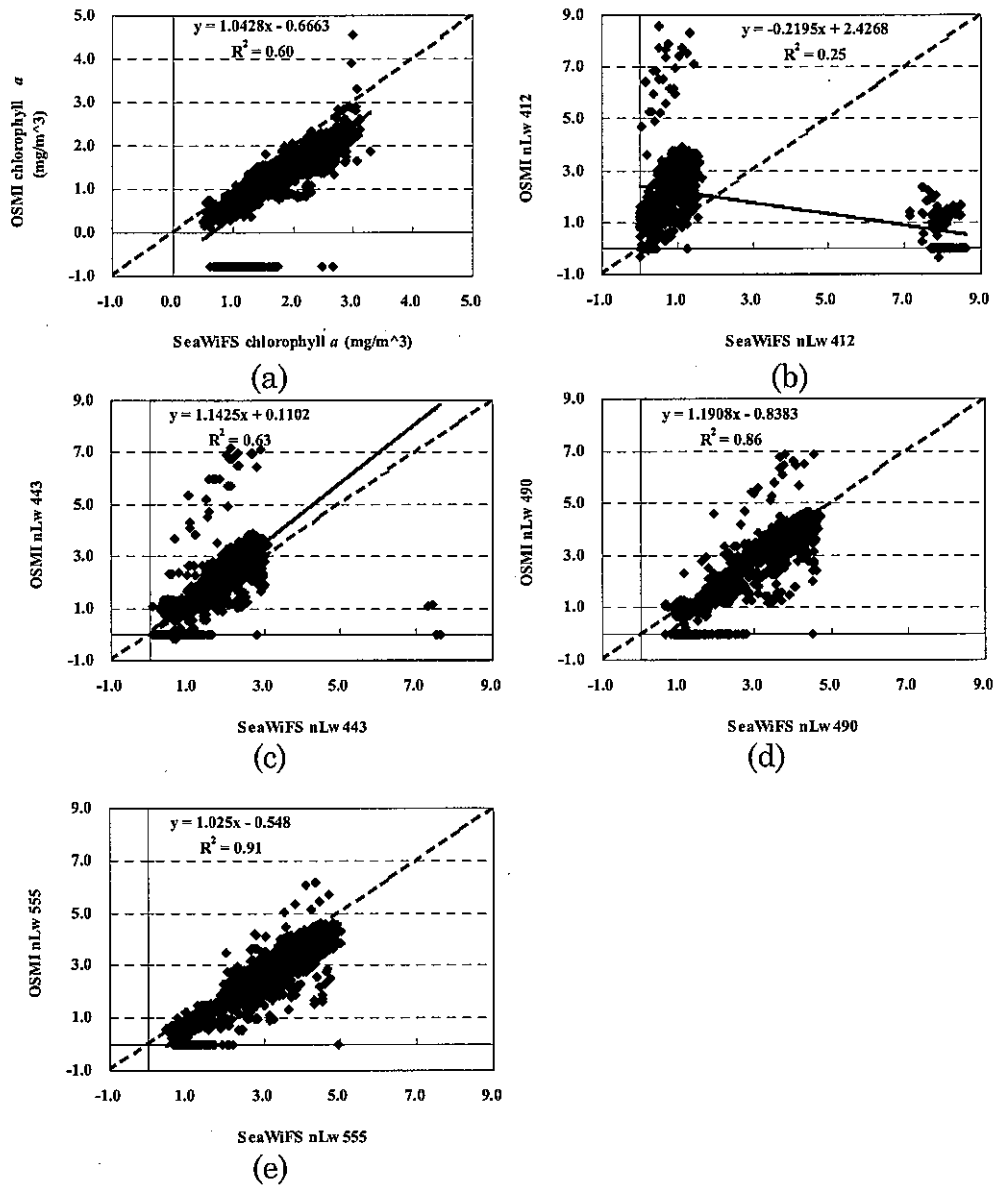 y = 1.0428x - 0.6663
R² = 0.60
5.0
4.0
3.0
2.0
1.0
0.0
-1.0
OSMI chlorophyll a
(mg/m^3)
-1.0 0.0 1.0 2.0 3.0 4.0 5.0
SeaWiFS chlorophyll a (mg/m^3)
(a)
y = -0.2195x + 2.4268
R² = 0.25
9.0
7.0
5.0
3.0
1.0
-1.0
OSMI nLw 412
-1.0 1.0 3.0 5.0 7.0 9.0
SeaWiFS nLw 412
(b)
y = 1.1425x + 0.1102
R² = 0.63
9.0
7.0
5.0
3.0
1.0
-1.0
OSMI nLw 443
-1.0 1.0 3.0 5.0 7.0 9.0
SeaWiFS nLw 443
(c)
y = 1.1908x - 0.8383
R² = 0.86
9.0
7.0
5.0
3.0
1.0
-1.0
OSMI nLw 490
-1.0 1.0 3.0 5.0 7.0 9.0
SeaWiFS nLw 490
(d)
y = 1.025x - 0.548
R² = 0.91
9.0
7.0
5.0
3.0
1.0
-1.0
OSMI nLw 555
-1.0 1.0 3.0 5.0 7.0 9.0
SeaWiFS nLw 555
(e)